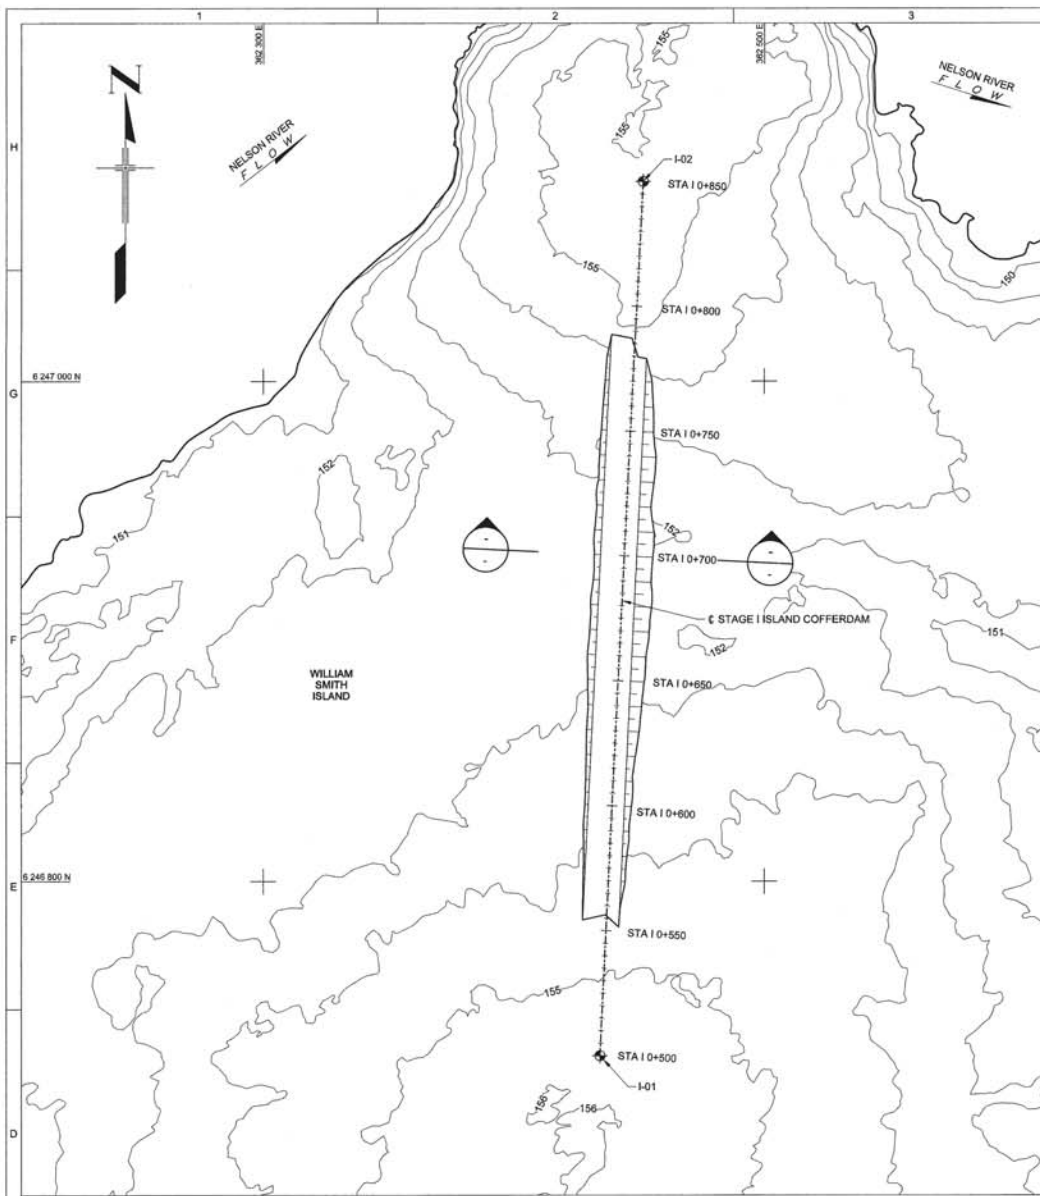 1
2
3
362 300 E
362 500 E
155
N
NELSON RIVER
FLOW
NELSON RIVER
FLOW
H
155
I-02
STA I 0+850
155
150
STA I 0+800
6 247 000 N
G
STA I 0+750
152
151
152
STA I 0+700
-
-
-
-
℄ STAGE I ISLAND COFFERDAM
F
151
152
WILLIAM
SMITH
ISLAND
STA I 0+650
STA I 0+600
6 246 800 N
E
STA I 0+550
155
STA I 0+500
I-01
156
156
D